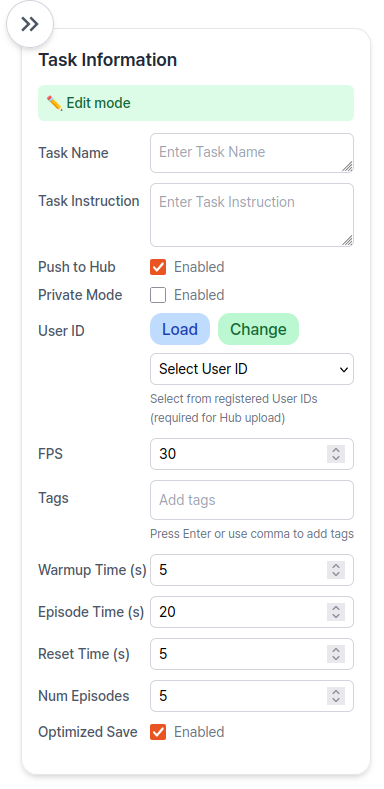 Task Information
✏️ Edit mode
Task Name Enter Task Name
Task Instruction Enter Task Instruction
Push to Hub Enabled
Private Mode Enabled
User ID Load Change
Select User ID
Select from registered User IDs
(required for Hub upload)
FPS 30
Tags Add tags
Press Enter or use comma to add tags
Warmup Time (s) 5
Episode Time (s) 20
Reset Time (s) 5
Num Episodes 5
Optimized Save Enabled